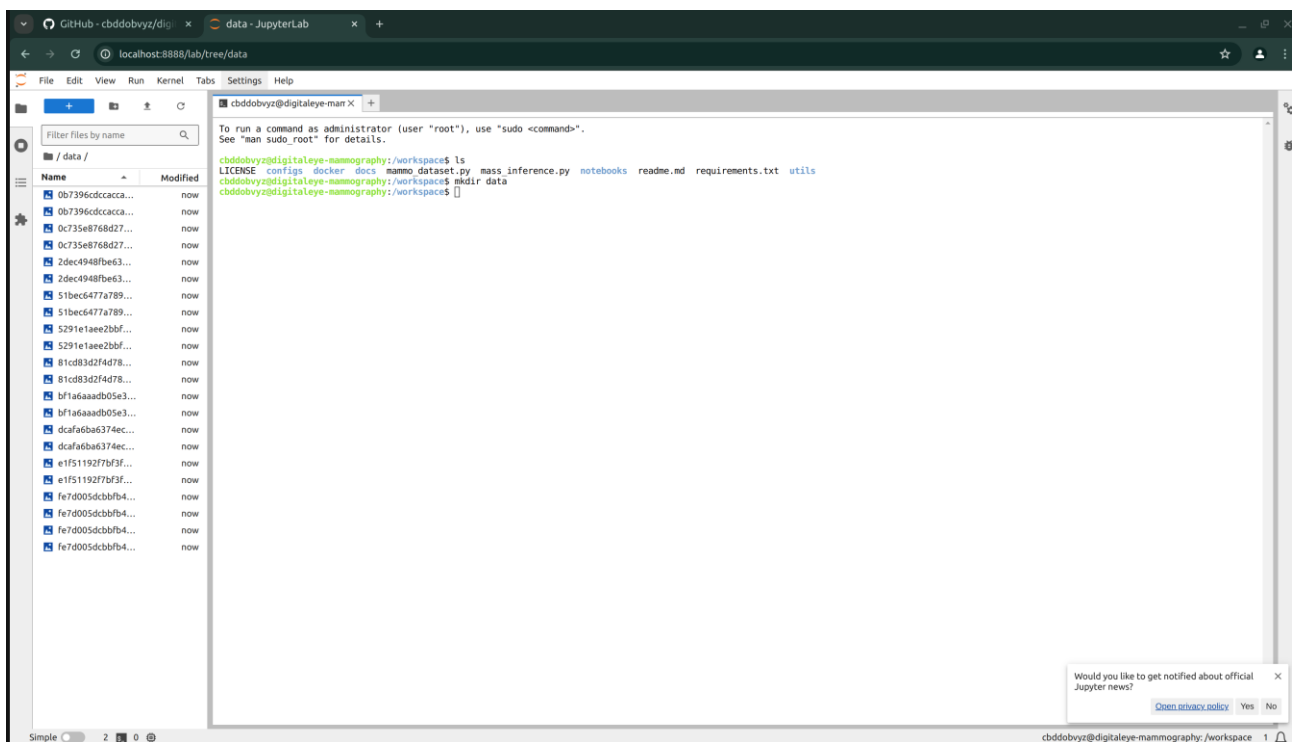 GitHub - cbddobvyz/digi
data - JupyterLab
localhost:8888/lab/tree/data
File Edit View Run Kernel Tabs Settings Help
cbddobvyz@digitaleye-mam
Filter files by name
/ data /
Name Modified
0b7396cdccacca... now
0b7396cdccacca... now
0c735e8768d27... now
0c735e8768d27... now
2dec4948fbe63... now
2dec4948fbe63... now
51bec6477a789... now
51bec6477a789... now
5291e1aee2bbf... now
5291e1aee2bbf... now
81cd83d2f4d78... now
81cd83d2f4d78... now
bf1a6aaadb05e3... now
bf1a6aaadb05e3... now
dcafa6ba6374ec... now
dcafa6ba6374ec... now
e1f51192f7bf3f... now
e1f51192f7bf3f... now
fe7d005dcbbfb4... now
fe7d005dcbbfb4... now
fe7d005dcbbfb4... now
fe7d005dcbbfb4... now
To run a command as administrator (user "root"), use "sudo <command>".
See "man sudo_root" for details.
cbddobvyz@digitaleye-mammography:/workspace$ ls
LICENSE configs docker docs mammo_dataset.py mass_inference.py notebooks readme.md requirements.txt utils
cbddobvyz@digitaleye-mammography:/workspace$ mkdir data
cbddobvyz@digitaleye-mammography:/workspace$
Would you like to get notified about official
Jupyter news?
Open privacy policy Yes No
Simple 2 0
cbddobvyz@digitaleye-mammography: /workspace 1